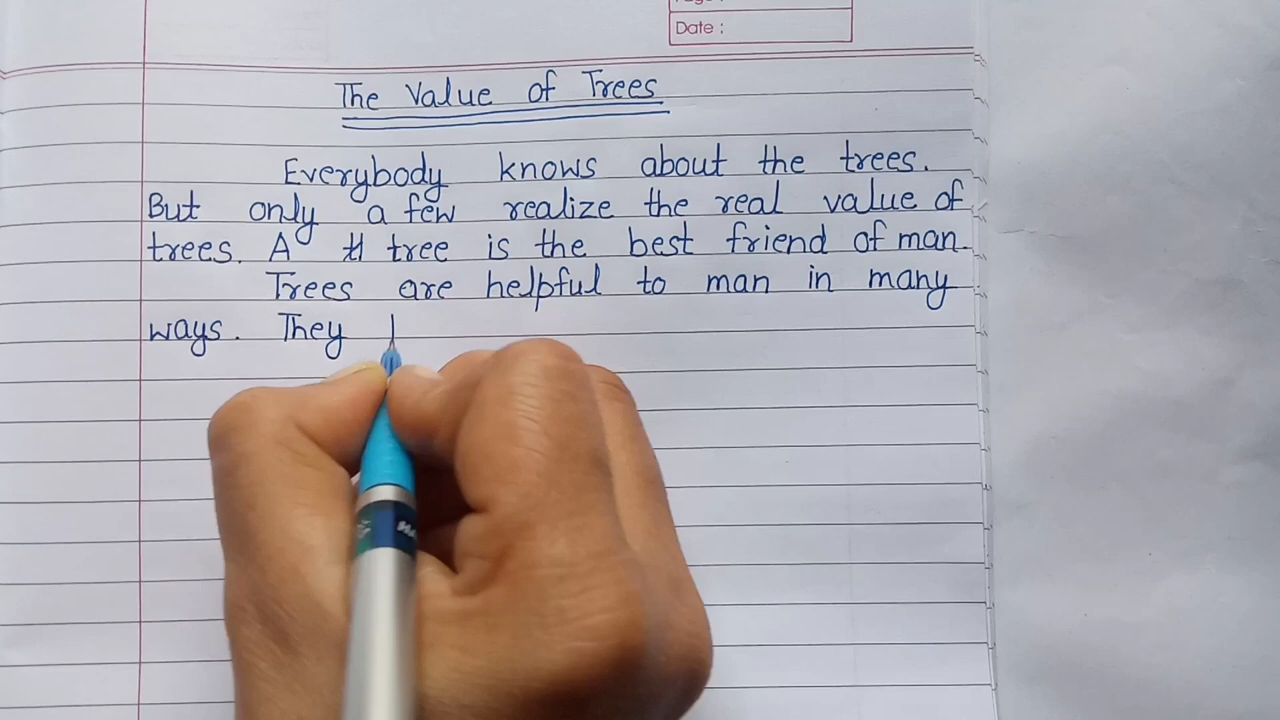 Date :
The Value of Trees
Everybody knows about the trees.
But only a few realize the real value of
trees. A tree is the best friend of man.
Trees are helpful to man in many
ways. They